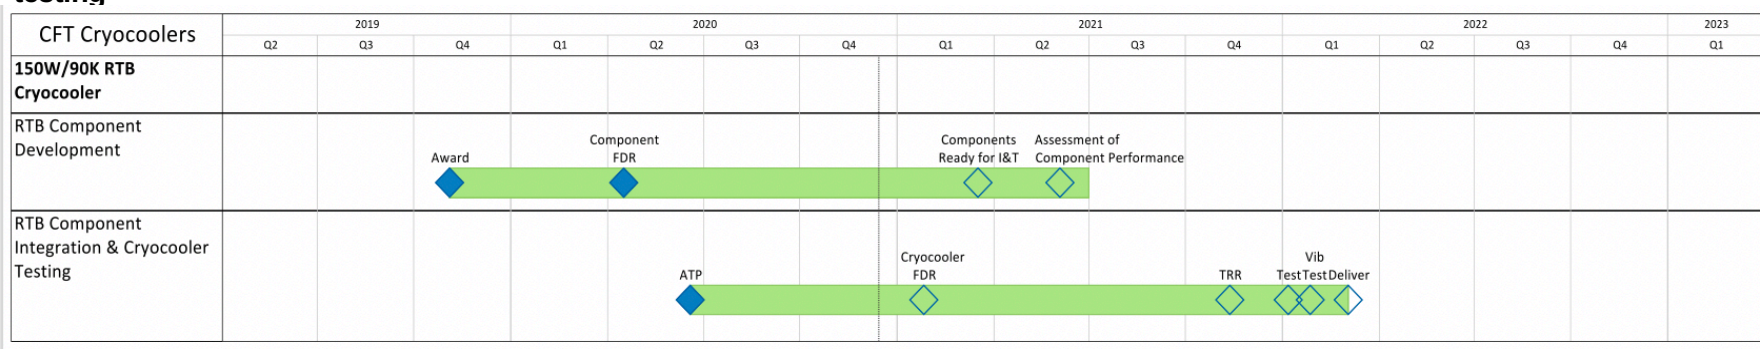 testing
CFT Cryocoolers
2019 2020 2021 2022 2023
Q2 Q3 Q4 Q1 Q2 Q3 Q4 Q1 Q2 Q3 Q4 Q1 Q2 Q3 Q4 Q1
150W/90K RTB
Cryocooler
RTB Component
Development
Award
Component
FDR
Components
Ready for I&T
Assessment of
Component Performance
RTB Component
Integration & Cryocooler
Testing
ATP
Cryocooler
FDR
TRR
Test
Vib
Test
Deliver